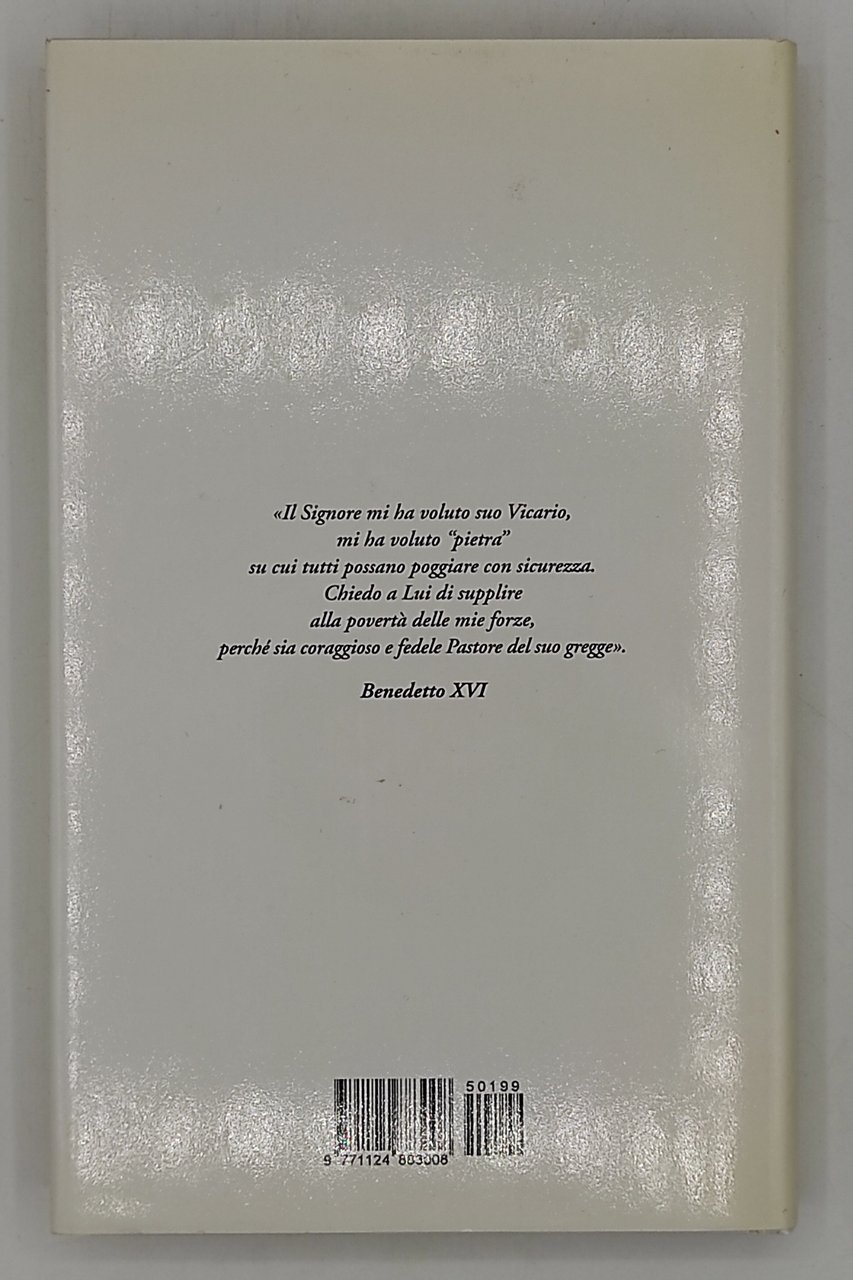 «Il Signore mi ha voluto suo Vicario,
mi ha voluto “pietra”
su cui tutti possano poggiare con sicurezza.
Chiedo a Lui di supplire
alla povertà delle mie forze,
perché sia coraggioso e fedele Pastore del suo gregge».
Benedetto XVI
50199
9 771124 883008